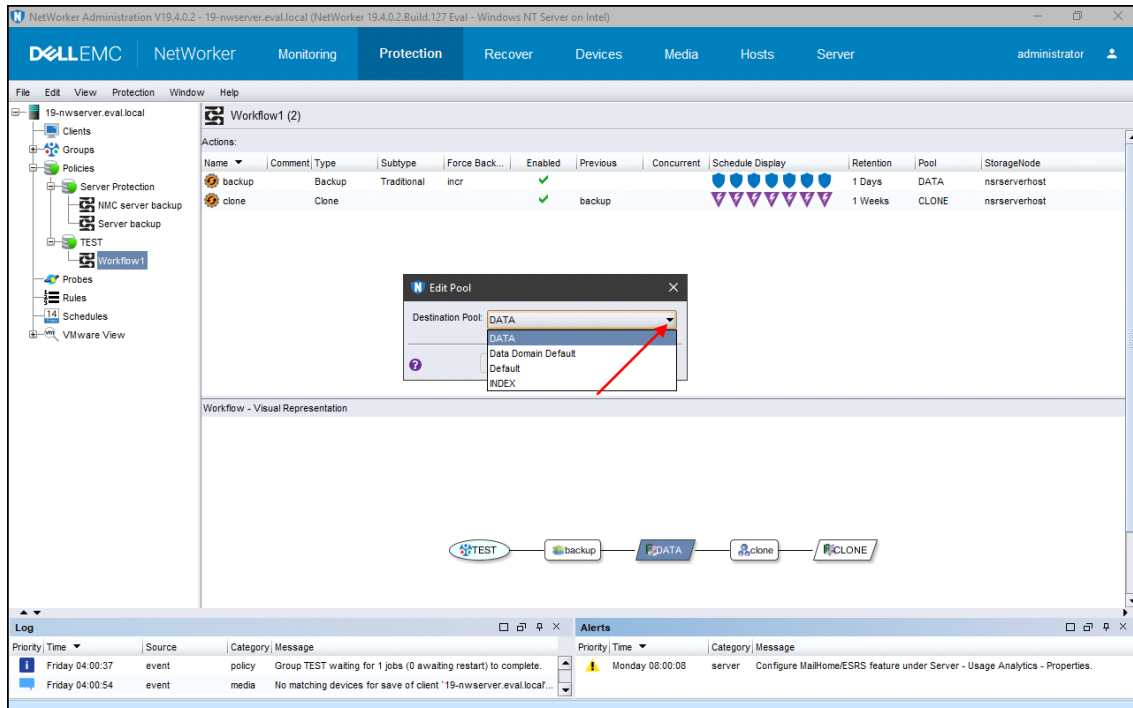 NetWorker Administration V19.4.0.2 - 19-nwserver.eval.local (NetWorker 19.4.0.2.Build.127 Eval - Windows NT Server on Intel)
DELLEMC NetWorker Monitoring Protection Recover Devices Media Hosts Server administrator
File Edit View Protection Window Help
19-nwserver.eval.local
Clients
Groups
Policies
Server Protection
NMC server backup
Server backup
TEST
Workflow1
Probes
Rules
14 Schedules
VMware View
Workflow1 (2)
Actions:
Name Comment Type Subtype Force Back... Enabled Previous Concurrent Schedule Display Retention Pool StorageNode
backup Backup Traditional incr 1 Days DATA nsrserverhost
clone Clone backup 1 Weeks CLONE nsrserverhost
Edit Pool
Destination Pool: DATA
DATA
Data Domain Default
Default
INDEX
Workflow - Visual Representation
TEST backup DATA clone CLONE
Log
Priority Time Source Category Message
Friday 04:00:37 event policy Group TEST waiting for 1 jobs (0 awaiting restart) to complete.
Friday 04:00:54 event media No matching devices for save of client `19-nwserver.eval.local'...
Alerts
Priority Time Category Message
Monday 08:00:08 server Configure MailHome/ESRS feature under Server - Usage Analytics - Properties.